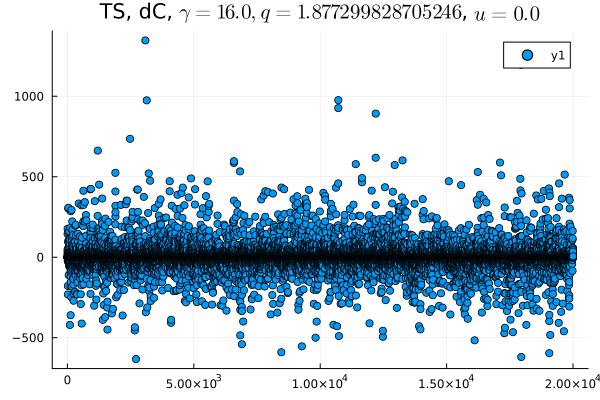 TS, dC, γ = 16.0, q = 1.877299828705246, u = 0.0
y1
1000
500
0
−500
0 5.00×10³ 1.00×10⁴ 1.50×10⁴ 2.00×10⁴